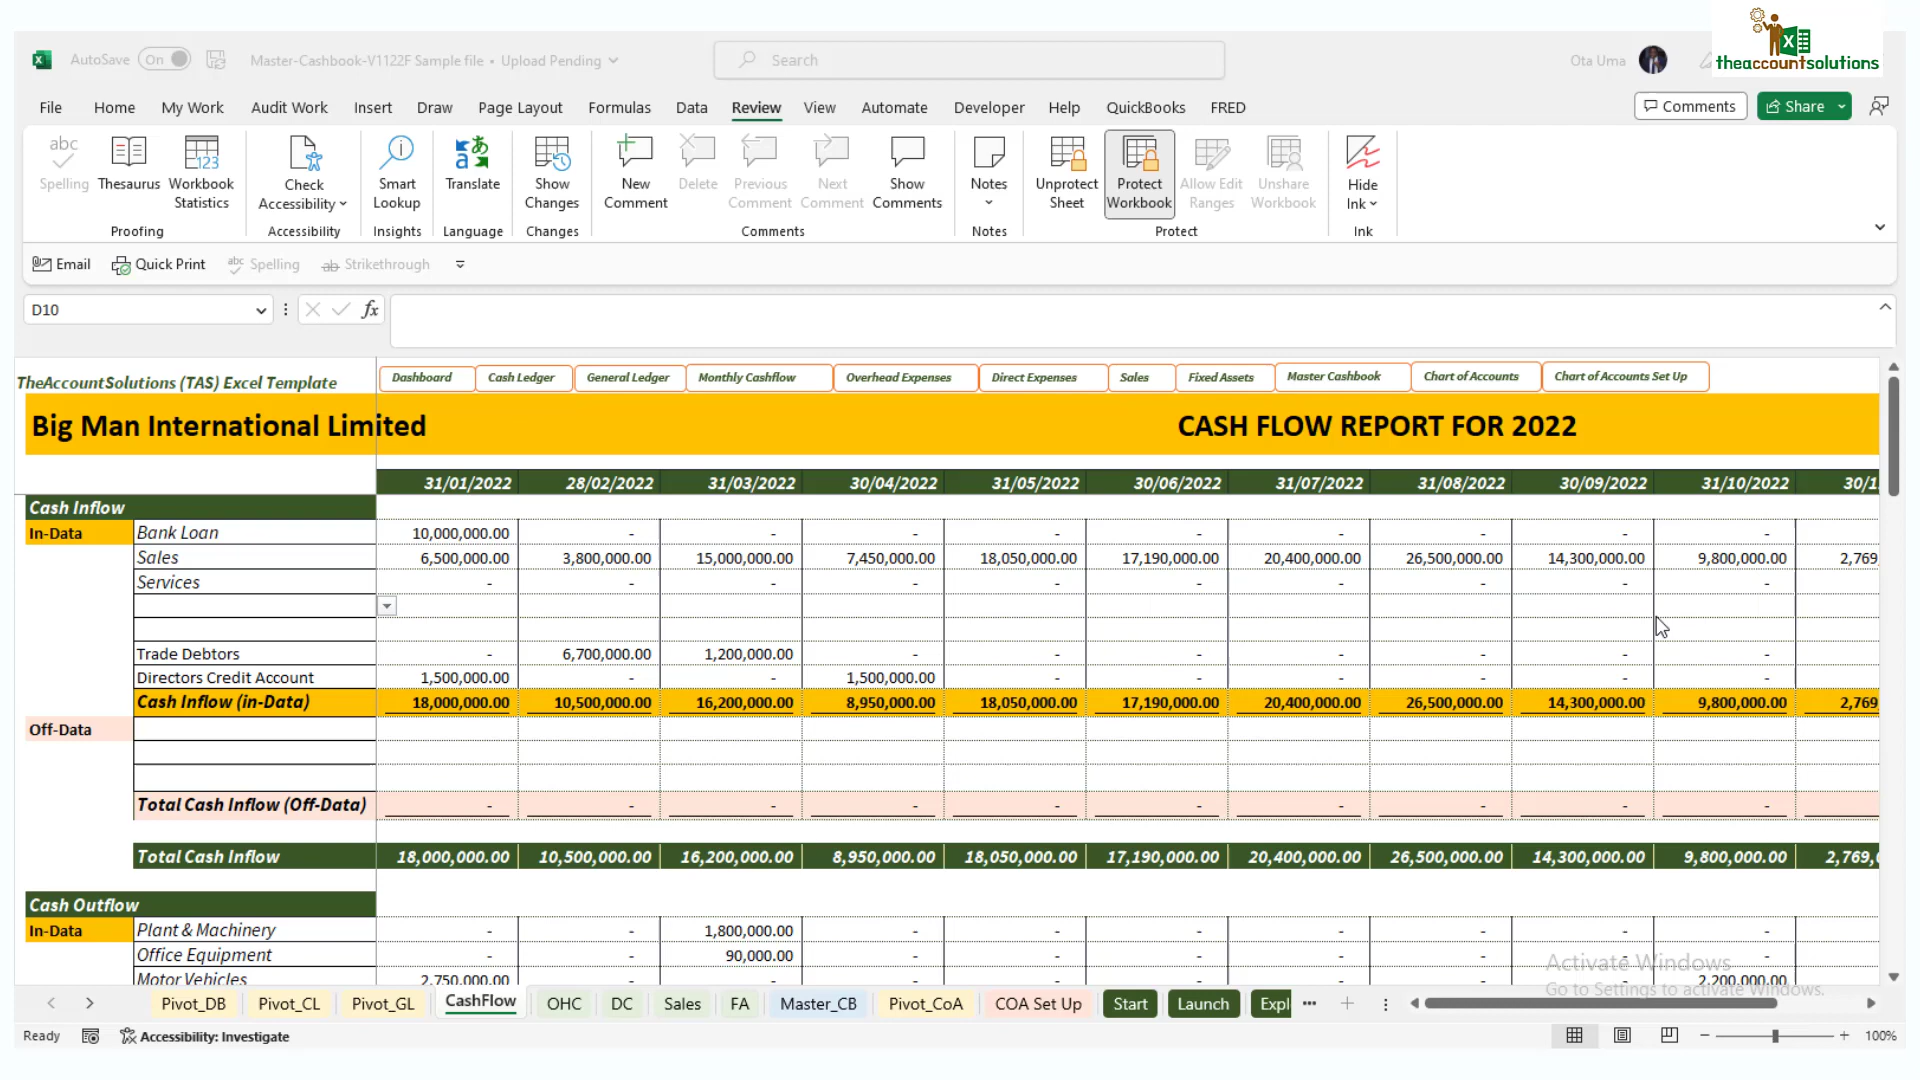 theaccountsolutions
AutoSave On Master-Cashbook-V1122F Sample file • Upload Pending Search Ota Uma
File Home My Work Audit Work Insert Draw Page Layout Formulas Data Review View Automate Developer Help QuickBooks FRED Comments Share
Spelling Thesaurus Workbook Statistics Check Accessibility Smart Lookup Translate Show Changes New Comment Delete Previous Comment Next Comment Show Comments Notes Unprotect Sheet Protect Workbook Allow Edit Ranges Unshare Workbook Hide Ink
Proofing Accessibility Insights Language Changes Comments Notes Protect Ink
Email Quick Print Spelling Strikethrough
D10 fx
TheAccountSolutions (TAS) Excel Template Dashboard Cash Ledger General Ledger Monthly Cashflow Overhead Expenses Direct Expenses Sales Fixed Assets Master Cashbook Chart of Accounts Chart of Accounts Set Up
Big Man International Limited CASH FLOW REPORT FOR 2022
31/01/2022 28/02/2022 31/03/2022 30/04/2022 31/05/2022 30/06/2022 31/07/2022 31/08/2022 30/09/2022 31/10/2022 30/1
Cash Inflow
In-Data Bank Loan 10,000,000.00 - - - - - - - - -
Sales 6,500,000.00 3,800,000.00 15,000,000.00 7,450,000.00 18,050,000.00 17,190,000.00 20,400,000.00 26,500,000.00 14,300,000.00 9,800,000.00 2,769
Services - - - - - - - - - -
Trade Debtors - 6,700,000.00 1,200,000.00 - - - - - - -
Directors Credit Account 1,500,000.00 - - 1,500,000.00 - - - - - -
Cash Inflow (in-Data) 18,000,000.00 10,500,000.00 16,200,000.00 8,950,000.00 18,050,000.00 17,190,000.00 20,400,000.00 26,500,000.00 14,300,000.00 9,800,000.00 2,769
Off-Data
Total Cash Inflow (Off-Data) - - - - - - - - - -
Total Cash Inflow 18,000,000.00 10,500,000.00 16,200,000.00 8,950,000.00 18,050,000.00 17,190,000.00 20,400,000.00 26,500,000.00 14,300,000.00 9,800,000.00 2,769,
Cash Outflow
In-Data Plant & Machinery - - 1,800,000.00 - - - - - - -
Office Equipment - - 90,000.00 - - - - - - -
Motor Vehicles 2,750,000.00 - - - - - - - - 2,200,000.00
Activate Windows
Go to Settings to activate Windows.
Pivot_DB Pivot_CL Pivot_GL CashFlow OHC DC Sales FA Master_CB Pivot_CoA COA Set Up Start Launch Expl
Ready Accessibility: Investigate 100%